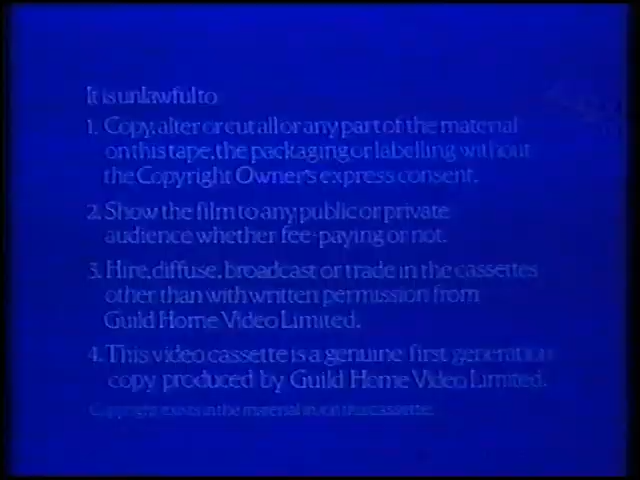 It is unlawful to
1. Copy, alter or cut all or any part of the material
on this tape, the packaging or labelling without
the Copyright Owner's express consent.
2. Show the film to any public or private
audience whether fee-paying or not.
3. Hire, diffuse, broadcast or trade in the cassettes
other than with written permission from
Guild Home Video Limited.
4. This video cassette is a genuine first generation
copy produced by Guild Home Video Limited.
Copyright exists in the material in on this cassette.